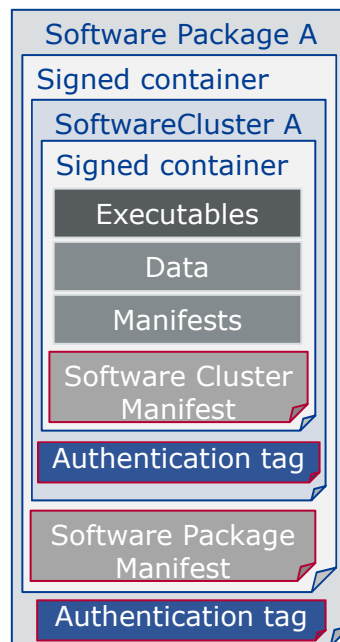 Software Package A
Signed container
SoftwareCluster A
Signed container
Executables
Data
Manifests
Software Cluster
Manifest
Authentication tag
Software Package
Manifest
Authentication tag